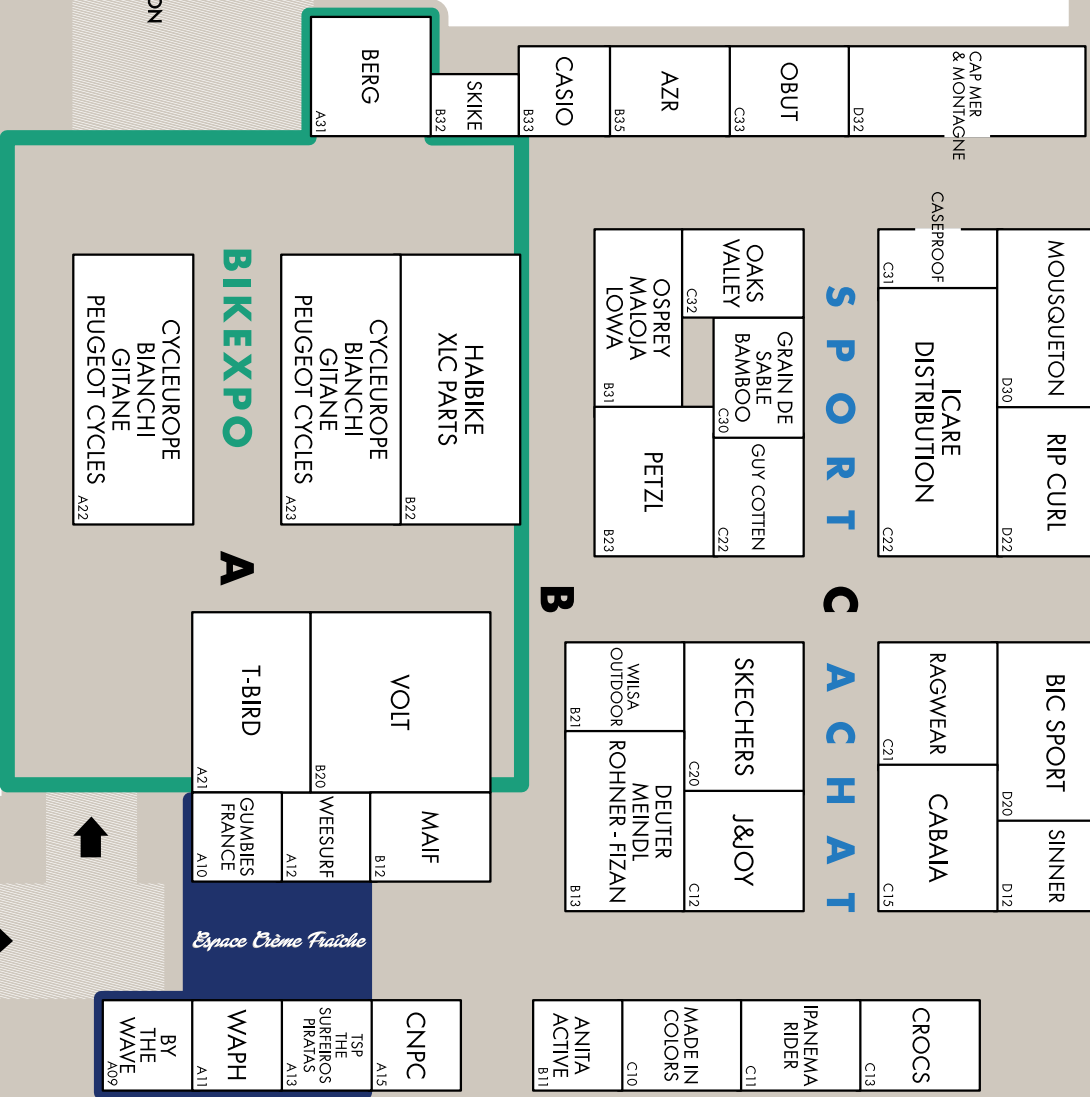 ON
BERG
A31
SKIKE
B32
CASIO
B33
AZR
B35
OBUT
C33
CAP MER
& MONTAGNE
D32
OSPREY
MALOJA
LOWA
B31
OAKS
VALLEY
C32
GRAIN DE
SABLE
BAMBOO
C30
PETZL
B23
GUY COTTEN
C22
CASEPROOF
C31
ICARE
DISTRIBUTION
C22
MOUSQUETON
D30
RIP CURL
D22
SPORT
ACHAT
BIKEXPO
CYCLEUROPE
BIANCHI
GITANE
PEUGEOT CYCLES
A22
CYCLEUROPE
BIANCHI
GITANE
PEUGEOT CYCLES
A23
HAIBIKE
XLC PARTS
B22
A
B
C
T-BIRD
A21
VOLT
B20
GUMBIES
FRANCE
A10
WEESURF
A12
MAIF
B12
WILSA
OUTDOOR
B21
SKECHERS
C20
DEUTER
MEINDL
ROHNER - FIZAN
B13
J&JOY
C12
RAGWEAR
C21
BIC SPORT
D20
CABAIA
C15
SINNER
D12
Espace Crème Fraîche
BY
THE
WAVE
A09
WAPH
A11
TSP
THE
SURFEIROS
PIRATAS
A13
CNPC
A15
ANITA
ACTIVE
B11
MADE IN
COLORS
C10
IPANEMA
RIDER
C11
CROCS
C13